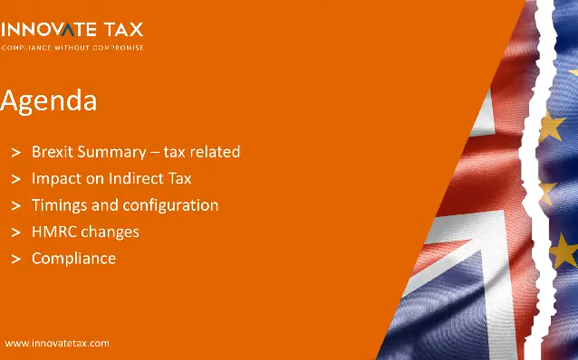 INNOVATE TAX
COMPLIANCE WITHOUT COMPROMISE
Agenda
> Brexit Summary – tax related
> Impact on Indirect Tax
> Timings and configuration
> HMRC changes
> Compliance
www.innovatetax.com